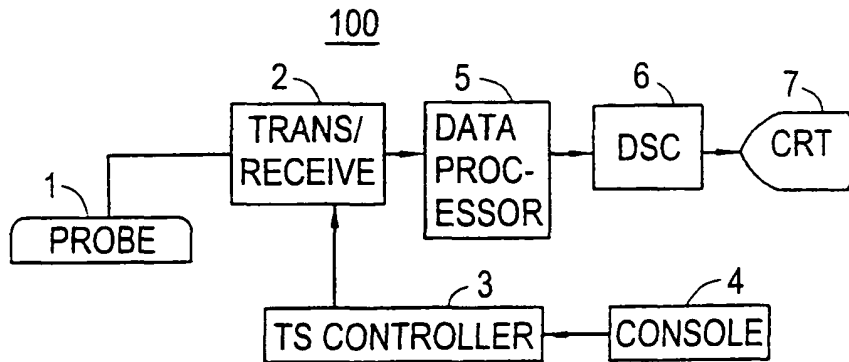 100
2
5
6
7
TRANS/
RECEIVE
DATA
PROC-
ESSOR
DSC
CRT
1
PROBE
3
4
TS CONTROLLER
CONSOLE